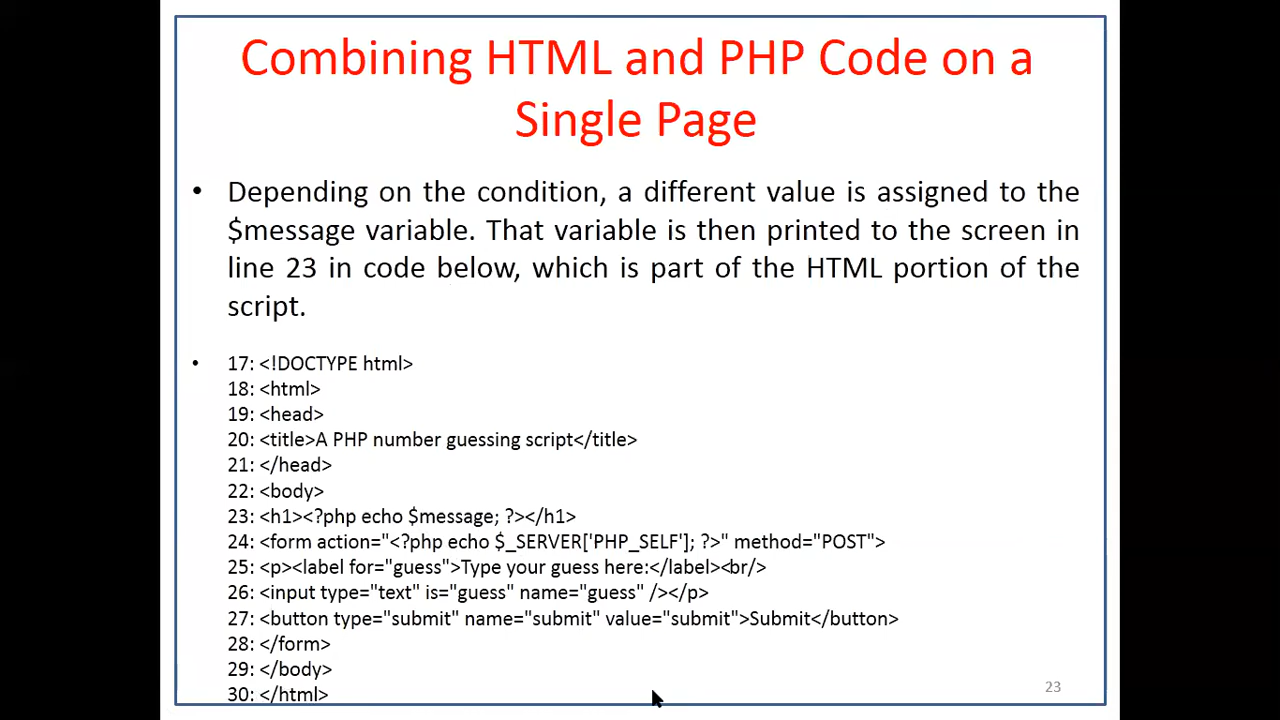 Combining HTML and PHP Code on a
Single Page
• Depending on the condition, a different value is assigned to the
$message variable. That variable is then printed to the screen in
line 23 in code below, which is part of the HTML portion of the
script.
• 17: <!DOCTYPE html>
18: <html>
19: <head>
20: <title>A PHP number guessing script</title>
21: </head>
22: <body>
23: <h1><?php echo $message; ?></h1>
24: <form action="<?php echo $_SERVER['PHP_SELF']; ?>" method="POST">
25: <p><label for="guess">Type your guess here:</label><br/>
26: <input type="text" is="guess" name="guess" /></p>
27: <button type="submit" name="submit" value="submit">Submit</button>
28: </form>
29: </body>
30: </html>
23